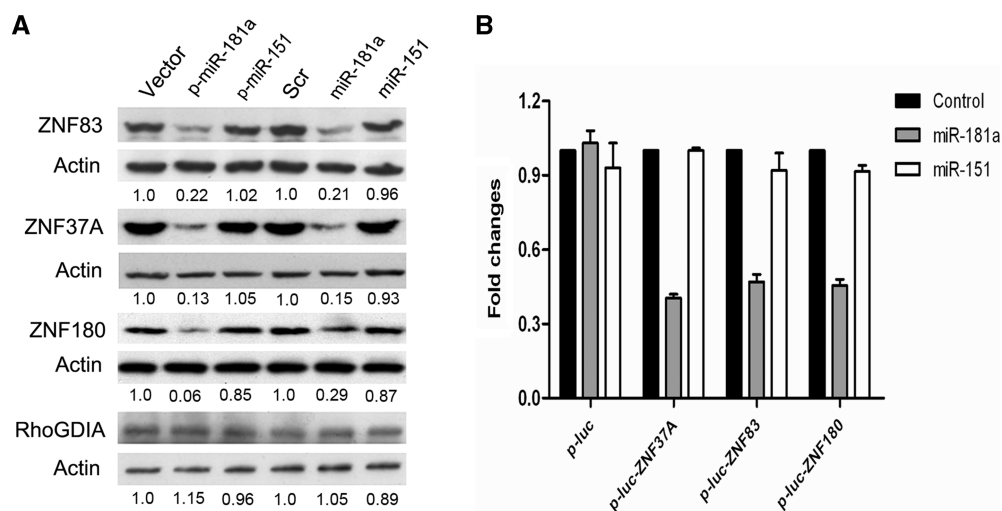 A
Vector p-miR-181a p-miR-151 Scr miR-181a miR-151
ZNF83
Actin
1.0 0.22 1.02 1.0 0.21 0.96
ZNF37A
Actin
1.0 0.13 1.05 1.0 0.15 0.93
ZNF180
Actin
1.0 0.06 0.85 1.0 0.29 0.87
RhoGDIA
Actin
1.0 1.15 0.96 1.0 1.05 0.89
B
Fold changes
1.2
0.9
0.6
0.3
0.0
p-luc
p-luc-ZNF37A
p-luc-ZNF83
p-luc-ZNF180
Control
miR-181a
miR-151